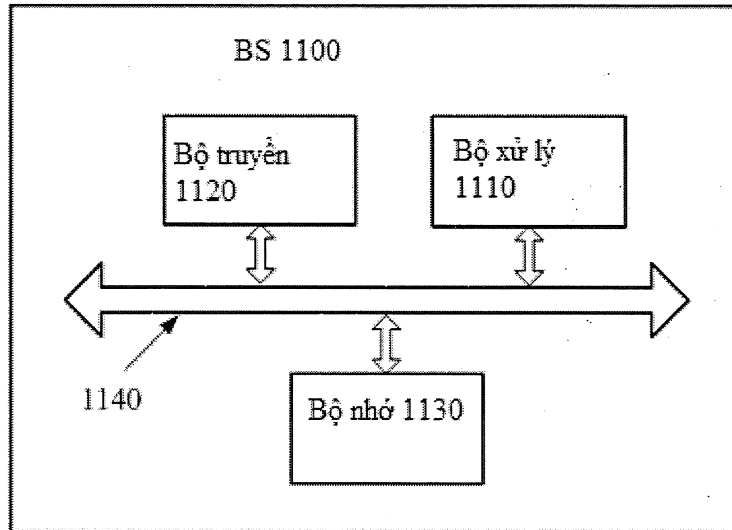 BS 1100
Bộ truyền
1120
Bộ xử lý
1110
1140
Bộ nhớ 1130